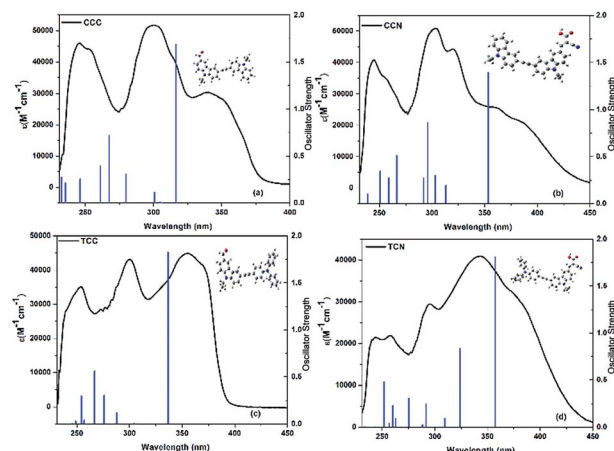 CCC
ε(M⁻¹cm⁻¹)
50000
40000
30000
20000
10000
0
2.0
1.5
1.0
0.5
0.0
Oscillator Strength
(a)
250 300 350 400
Wavelength (nm)
CCN
ε(M⁻¹cm⁻¹)
60000
50000
40000
30000
20000
10000
0
2.0
1.5
1.0
0.5
0.0
Oscillator Strength
(b)
250 300 350 400 450
Wavelength (nm)
TCC
ε(M⁻¹cm⁻¹)
50000
40000
30000
20000
10000
0
2.0
1.5
1.0
0.5
0.0
Oscillator Strength
(c)
250 300 350 400 450
Wavelength (nm)
TCN
ε(M⁻¹cm⁻¹)
40000
30000
20000
10000
0
2.0
1.5
1.0
0.5
0.0
Oscillator Strength
(d)
250 300 350 400 450
Wavelength (nm)